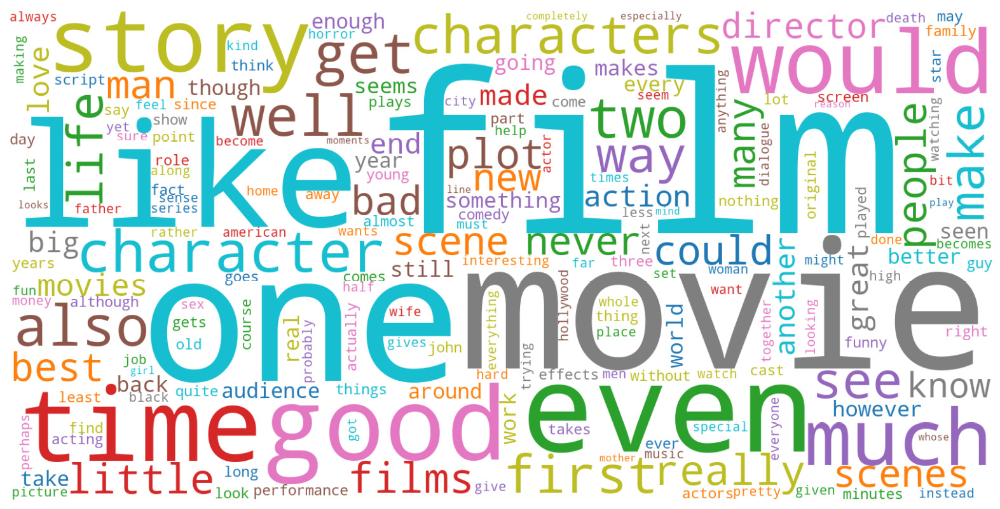 always
story
enough
horror
completely
especially
characters
director
death
may
family
making
love
kind
think
get
going
makes
every
would
star
script
man
though
seems
plays
city
made
come
seem
lot
screen
reason
anything
life
say
feel
since
yet
show
sure
point
well
film
part
help
two
many
dialogue
people
watching
make
day
become
moments
end
plot
actor
way
like
role
along
year
young
new
times
last
fact
sense
series
home
away
bad
line
something
action
nothing
original
played
bit
play
looks
father
comedy
less
mind
almost
must
rather
american
wants
scene
never
next
seen
done
becomes
big
character
could
another
might
better
guy
years
still
interesting
far
three
set
woman
high
movies
goes
comes
half
one
movie
hollywood
want
great
fun
money
although
sex
wife
whole
thing
place
world
together
looking
right
also
gets
old
course
real
probably
actually
gives
john
everything
trying
funny
best
job
girl
hard
effects
men
without
watch
cast
see
know
back
black
quite
audience
things
around
work
even
least
time
good
however
perhaps
find
acting
got
takes
special
everyone
much
whose
ever
music
mother
take
little
long
films
first
really
scenes
picture
look
performance
give
actors
pretty
given
minutes
instead